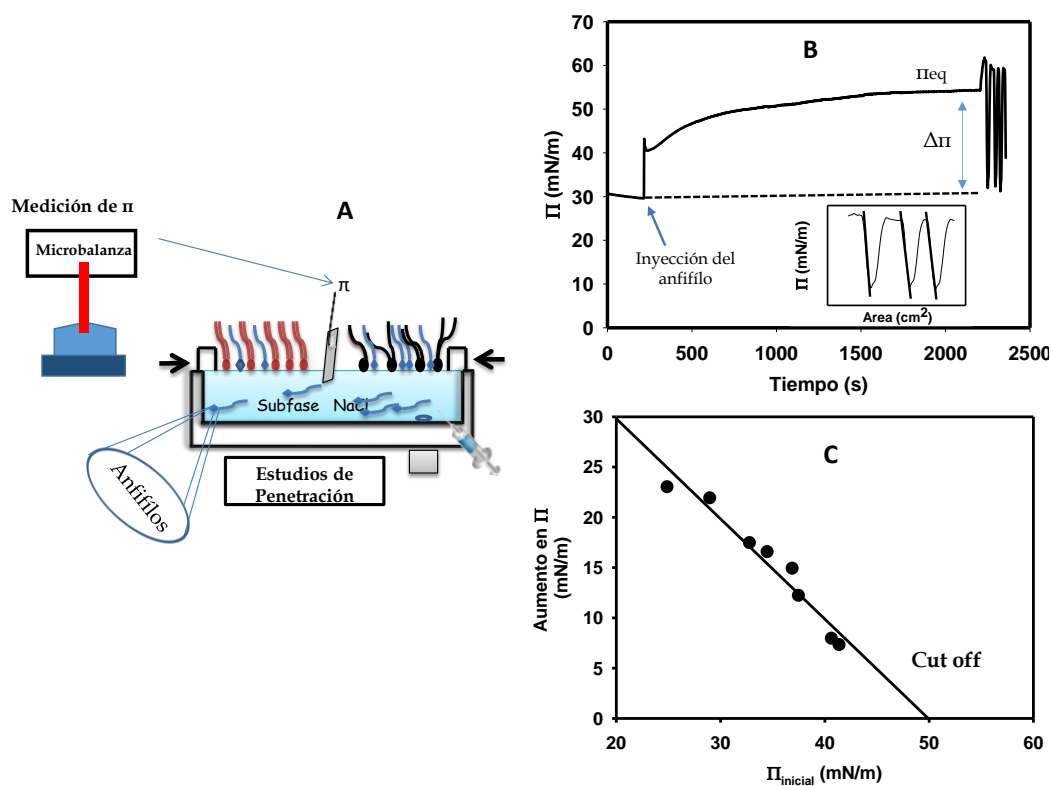 A
Medición de π
Microbalanza
π
Subfase NaCl
Anfifílos
Estudios de
Penetración
B
70
60
50
40
30
20
10
0
Π (mN/m)
Πeq
Δπ
Inyección del
anfifílo
Π (mN/m)
Area (cm²)
0 500 1000 1500 2000 2500
Tiempo (s)
C
30
25
20
15
10
5
0
Aumento en Π
(mN/m)
Cut off
20 30 40 50 60
Πinicial (mN/m)